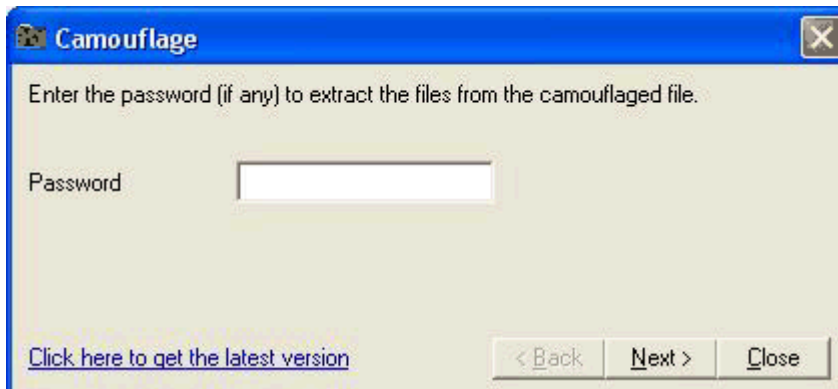 Camouflage
Enter the password (if any) to extract the files from the camouflaged file.
Password
Click here to get the latest version
< Back
Next >
Close